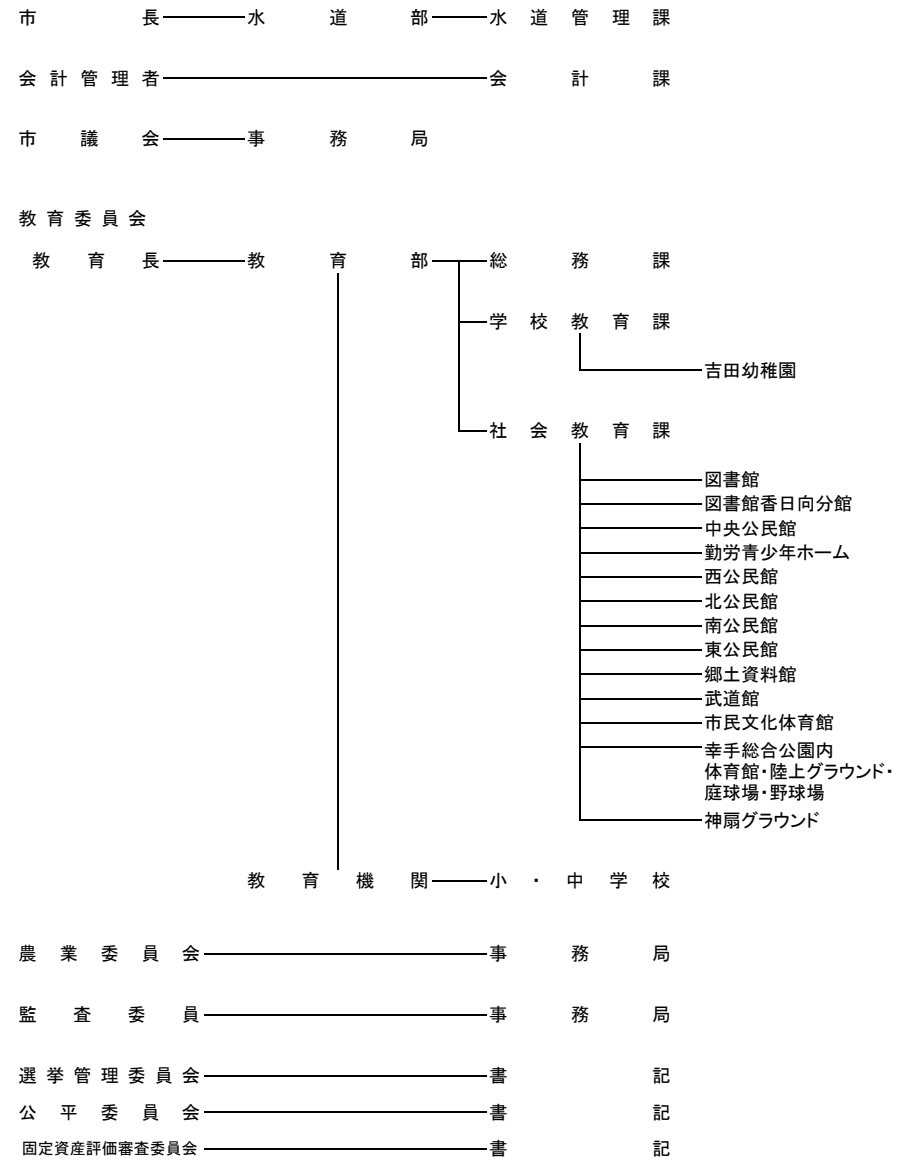 市長 水道部 水道管理課
会計管理者 会計課
市議会 事務局
教育委員会
教育長 教育部 総務課
学校教育課
吉田幼稚園
社会教育課
図書館
図書館香日向分館
中央公民館
勤労青少年ホーム
西公民館
北公民館
南公民館
東公民館
郷土資料館
武道館
市民文化体育館
幸手総合公園内
体育館・陸上グラウンド・
庭球場・野球場
神扇グラウンド
教育機関 小・中学校
農業委員会 事務局
監査委員 事務局
選挙管理委員会 書記
公平委員会 書記
固定資産評価審査委員会 書記